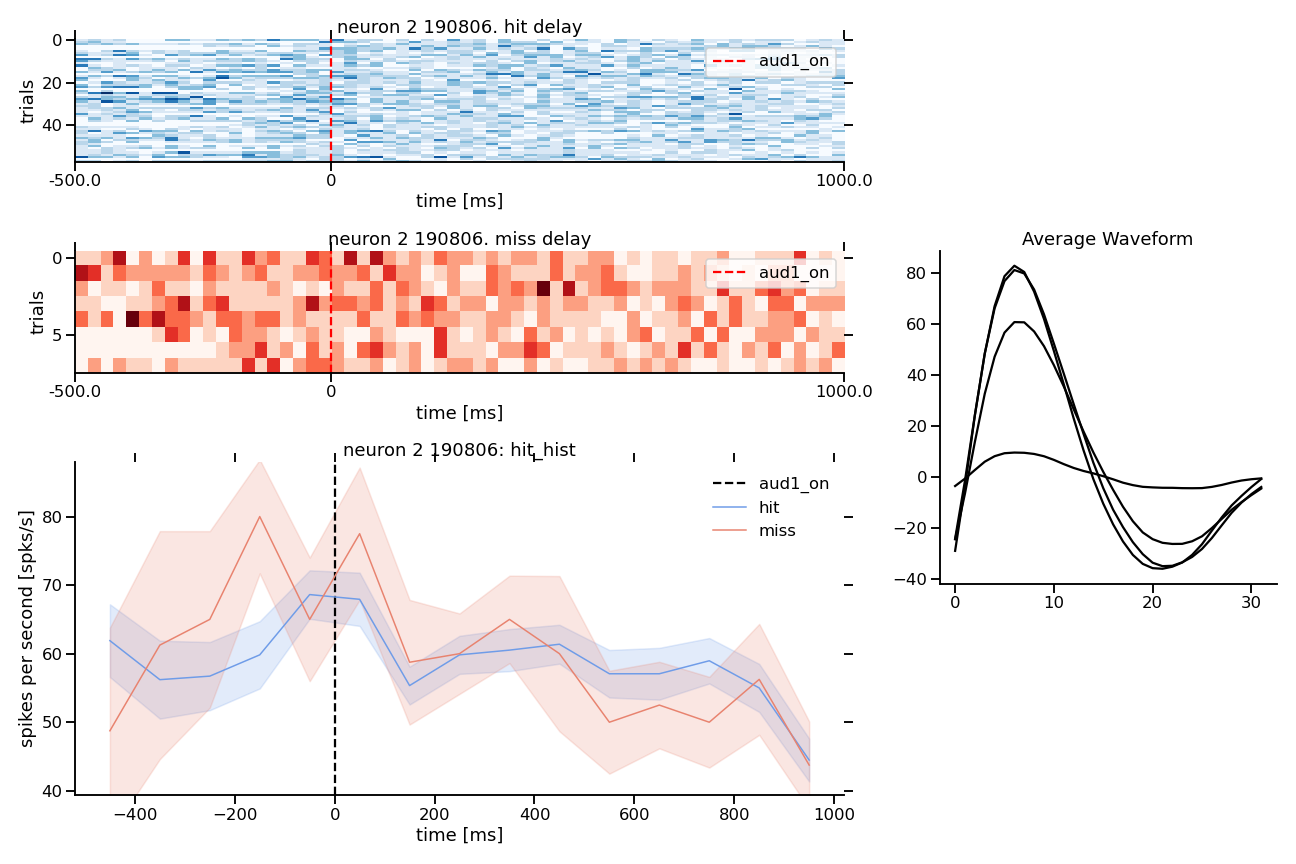 neuron 2 190806. hit delay
trials
0
20
40
aud1_on
-500.0
0
1000.0
time [ms]
neuron 2 190806. miss delay
trials
0
5
aud1_on
-500.0
0
1000.0
time [ms]
neuron 2 190806: hit_hist
spikes per second [spks/s]
80
70
60
50
40
aud1_on
hit
miss
−400
−200
0
200
400
600
800
1000
time [ms]
Average Waveform
80
60
40
20
0
−20
−40
0
10
20
30